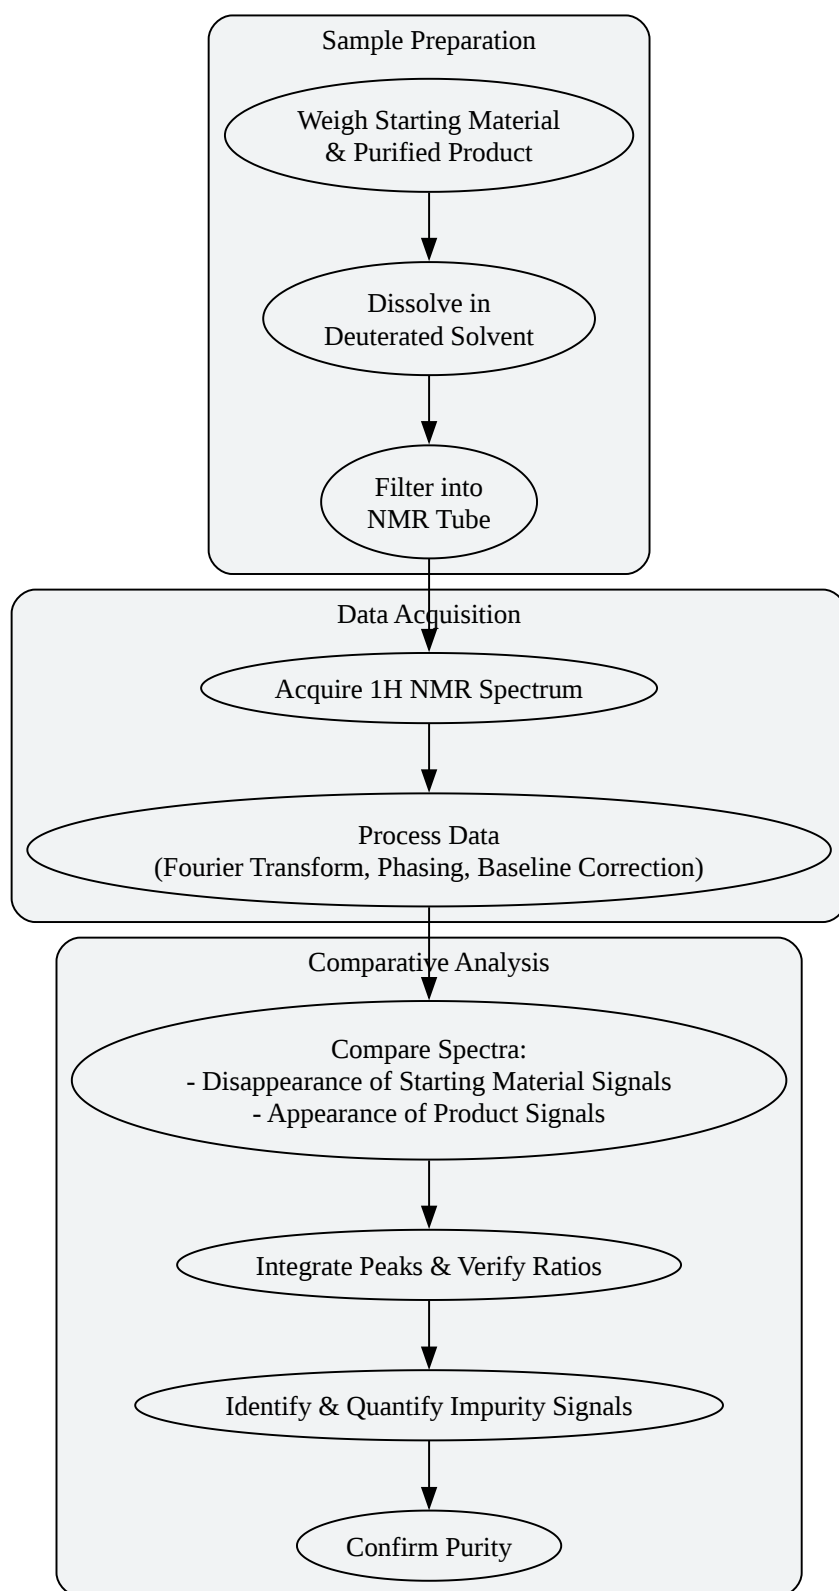 Sample Preparation
Weigh Starting Material
& Purified Product
Dissolve in
Deuterated Solvent
Filter into
NMR Tube
Data Acquisition
Acquire 1H NMR Spectrum
Process Data
(Fourier Transform, Phasing, Baseline Correction)
Comparative Analysis
Compare Spectra:
- Disappearance of Starting Material Signals
- Appearance of Product Signals
Integrate Peaks & Verify Ratios
Identify & Quantify Impurity Signals
Confirm Purity